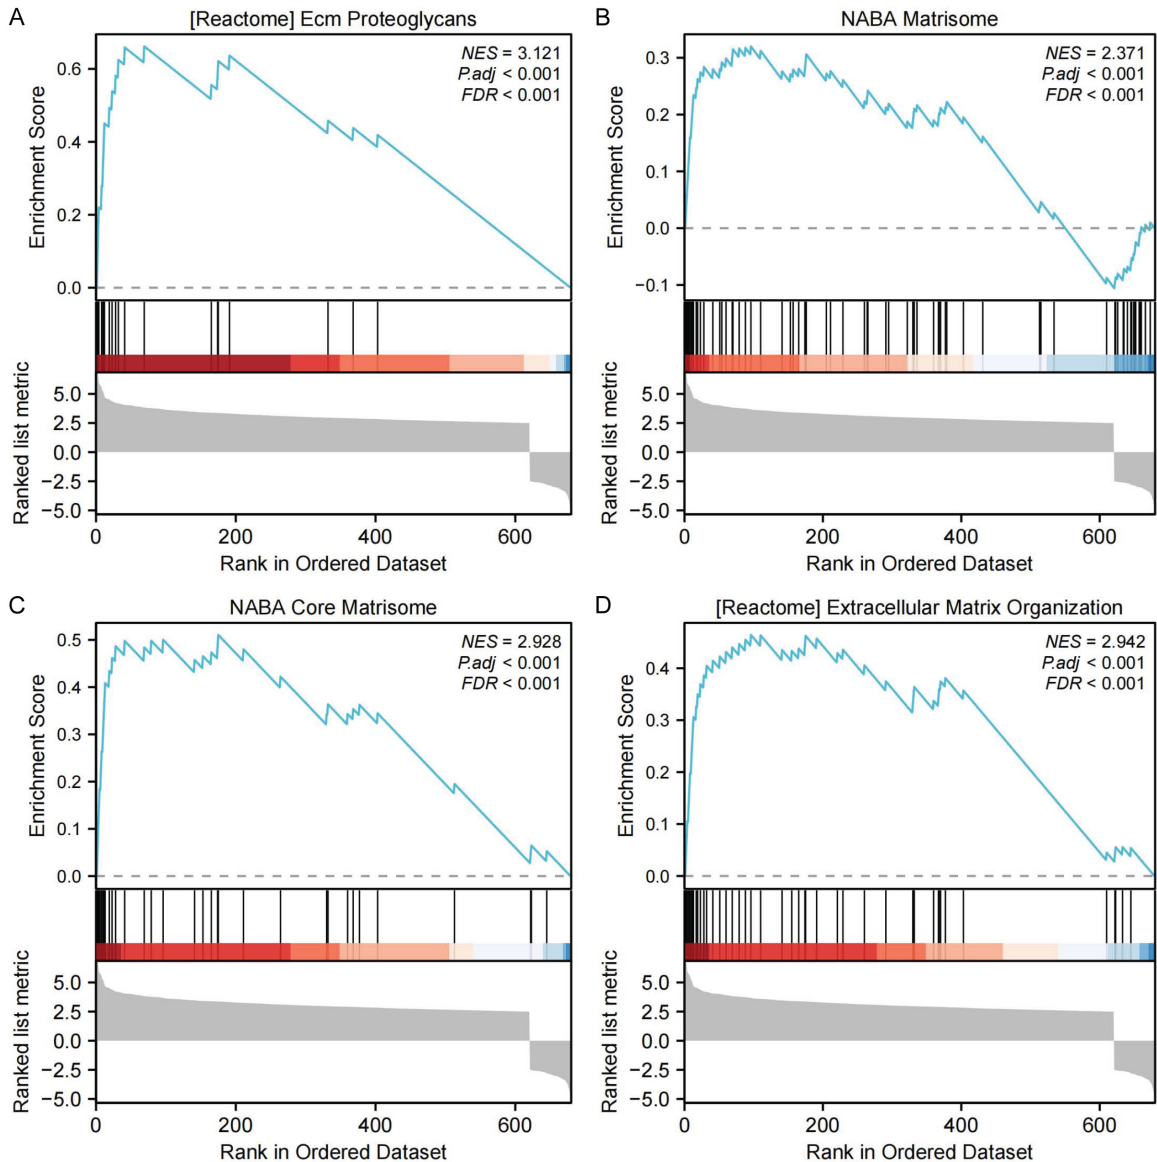 A
[Reactome] Ecm Proteoglycans
NES = 3.121
P.adj < 0.001
FDR < 0.001
Enrichment Score
0.6
0.4
0.2
0.0
Ranked list metric
5.0
2.5
0.0
−2.5
−5.0
0 200 400 600
Rank in Ordered Dataset
B
NABA Matrisome
NES = 2.371
P.adj < 0.001
FDR < 0.001
Enrichment Score
0.3
0.2
0.1
0.0
−0.1
Ranked list metric
5.0
2.5
0.0
−2.5
−5.0
0 200 400 600
Rank in Ordered Dataset
C
NABA Core Matrisome
NES = 2.928
P.adj < 0.001
FDR < 0.001
Enrichment Score
0.5
0.4
0.3
0.2
0.1
0.0
Ranked list metric
5.0
2.5
0.0
−2.5
−5.0
0 200 400 600
Rank in Ordered Dataset
D
[Reactome] Extracellular Matrix Organization
NES = 2.942
P.adj < 0.001
FDR < 0.001
Enrichment Score
0.4
0.3
0.2
0.1
0.0
Ranked list metric
5.0
2.5
0.0
−2.5
−5.0
0 200 400 600
Rank in Ordered Dataset